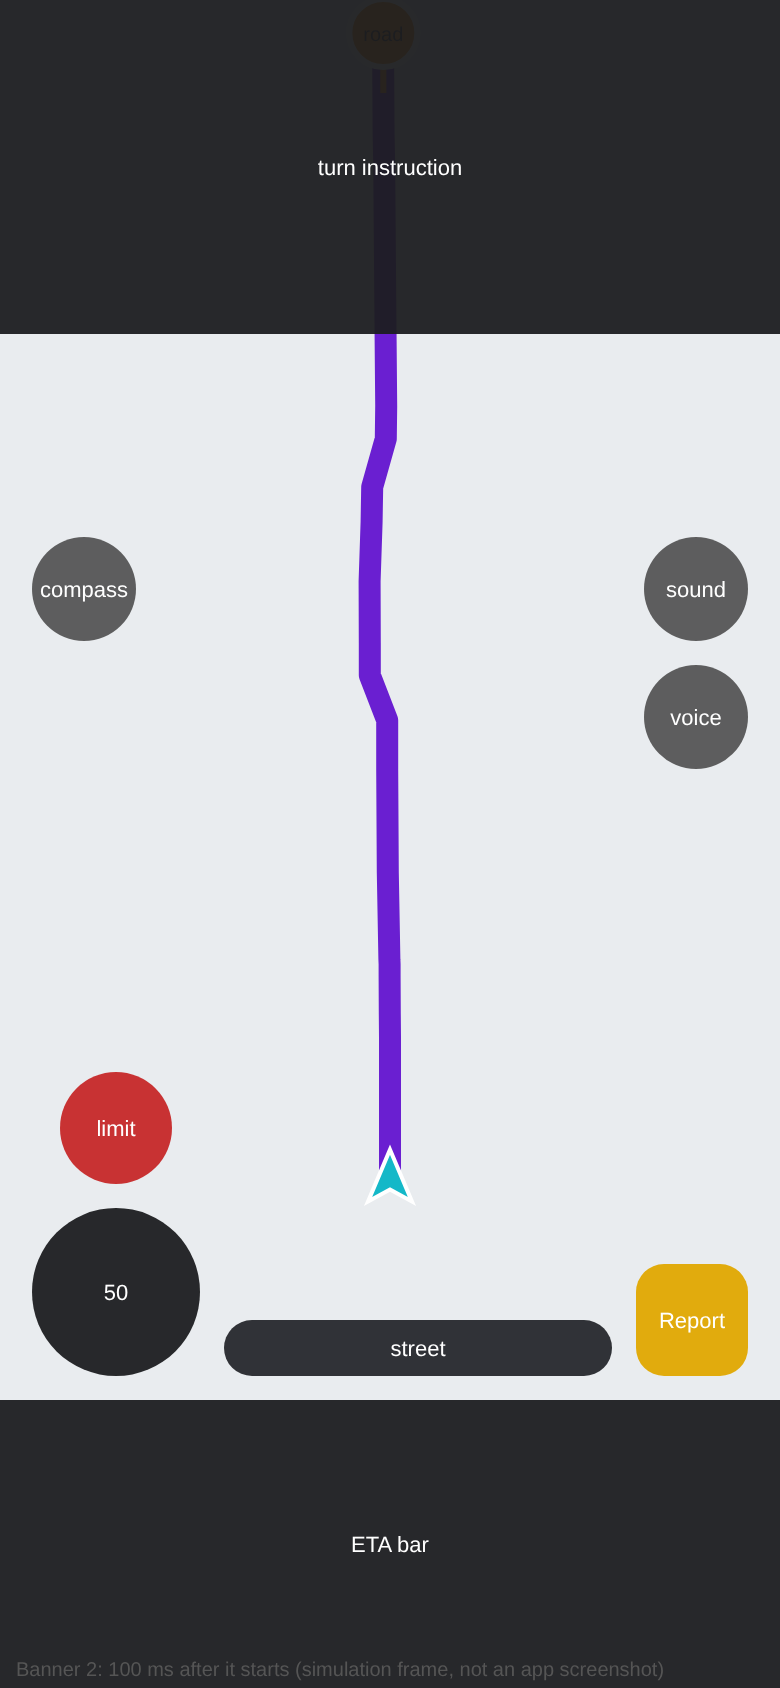 road
turn instruction
compass
sound
voice
limit
50
Report
street
ETA bar
Banner 2: 100 ms after it starts (simulation frame, not an app screenshot)